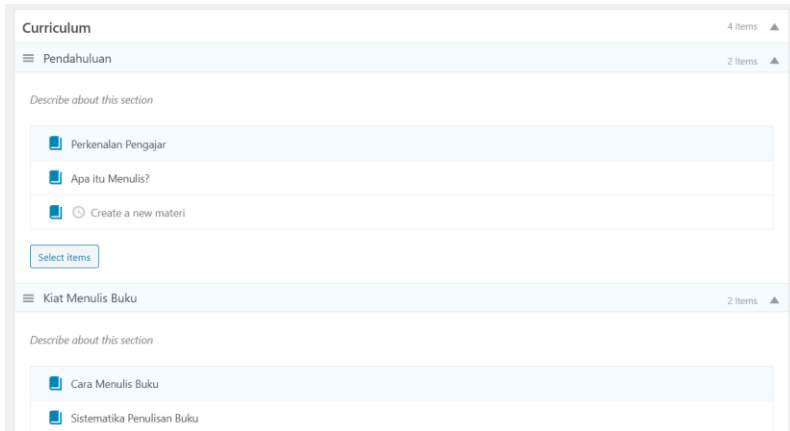 Curriculum 4 Items
Pendahuluan 2 Items
Describe about this section
Perkenalan Pengajar
Apa itu Menulis?
Create a new materi
Select items
Kiat Menulis Buku 2 Items
Describe about this section
Cara Menulis Buku
Sistematika Penulisan Buku